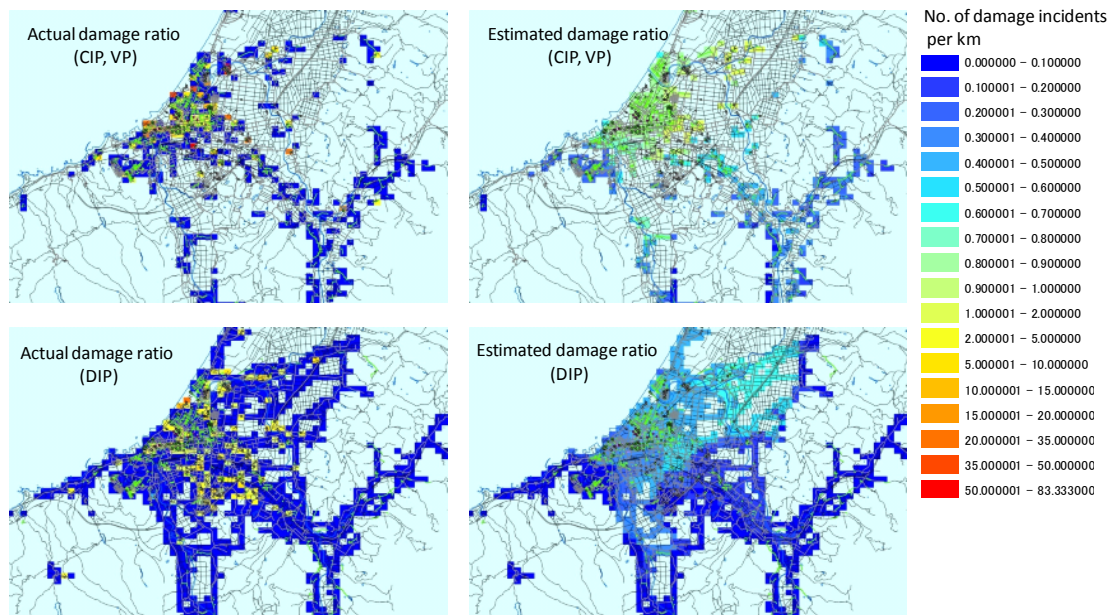 Actual damage ratio
(CIP, VP)
Estimated damage ratio
(CIP, VP)
Actual damage ratio
(DIP)
Estimated damage ratio
(DIP)
No. of damage incidents
per km
0.000000 – 0.100000
0.100001 – 0.200000
0.200001 – 0.300000
0.300001 – 0.400000
0.400001 – 0.500000
0.500001 – 0.600000
0.600001 – 0.700000
0.700001 – 0.800000
0.800001 – 0.900000
0.900001 – 1.000000
1.000001 – 2.000000
2.000001 – 5.000000
5.000001 – 10.000000
10.000001 – 15.000000
15.000001 – 20.000000
20.000001 – 35.000000
35.000001 – 50.000000
50.000001 – 83.333000